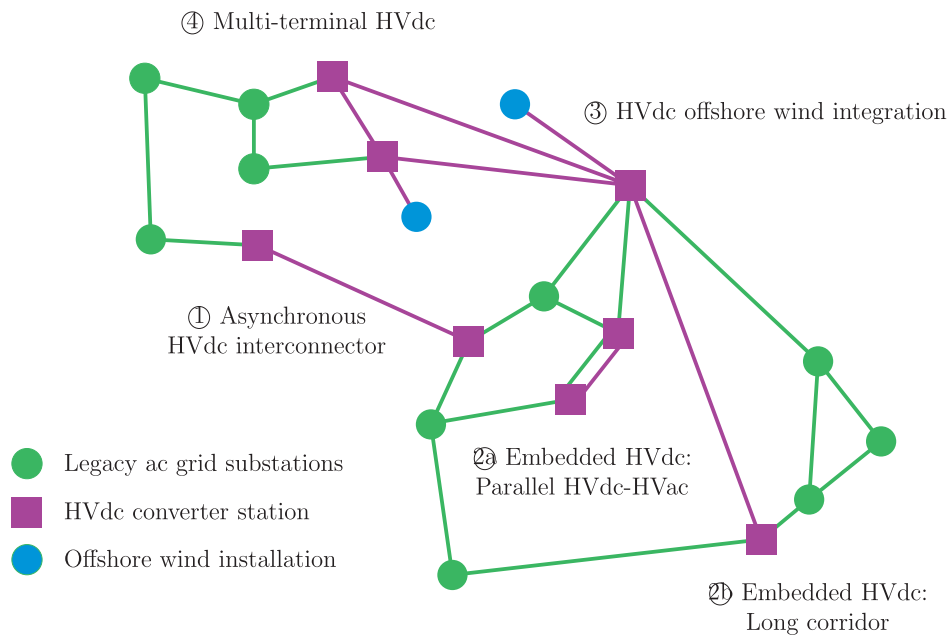 ④ Multi-terminal HVdc
③ HVdc offshore wind integration
① Asynchronous
HVdc interconnector
2a Embedded HVdc:
Parallel HVdc-HVac
Legacy ac grid substations
HVdc converter station
Offshore wind installation
2b Embedded HVdc:
Long corridor